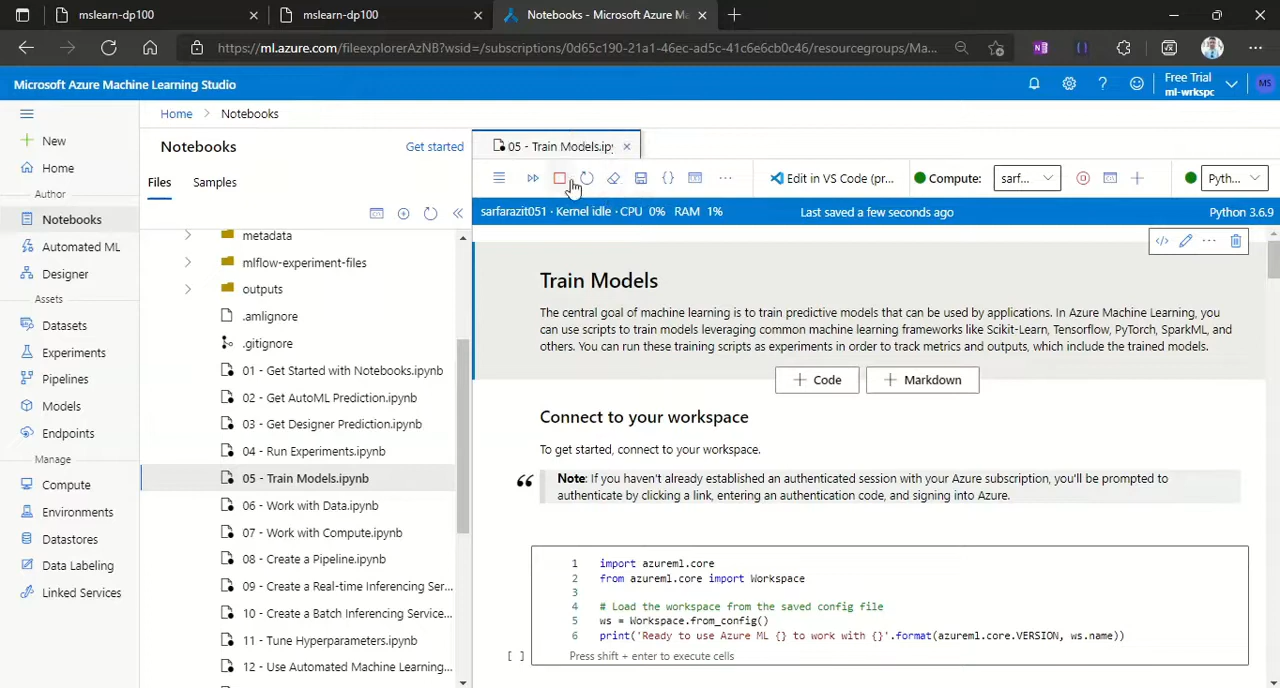 mslearn-dp100
mslearn-dp100
Notebooks - Microsoft Azure Ma
https://ml.azure.com/fileexplorerAzNB?wsid=/subscriptions/0d65c190-21a1-46ec-ad5c-41c6e6cb0c46/resourcegroups/Ma...
Microsoft Azure Machine Learning Studio
Free Trial
ml-wrkspc
MS
New
Home
Author
Notebooks
Automated ML
Designer
Assets
Datasets
Experiments
Pipelines
Models
Endpoints
Manage
Compute
Environments
Datastores
Data Labeling
Linked Services
Home > Notebooks
Notebooks
Get started
Files
Samples
metadata
mlflow-experiment-files
outputs
.amlignore
.gitignore
01 - Get Started with Notebooks.ipynb
02 - Get AutoML Prediction.ipynb
03 - Get Designer Prediction.ipynb
04 - Run Experiments.ipynb
05 - Train Models.ipynb
06 - Work with Data.ipynb
07 - Work with Compute.ipynb
08 - Create a Pipeline.ipynb
09 - Create a Real-time Inferencing Ser...
10 - Create a Batch Inferencing Service...
11 - Tune Hyperparameters.ipynb
12 - Use Automated Machine Learning...
05 - Train Models.ipy
Edit in VS Code (pr...
Compute:
sarf...
Pyth...
sarfarazit051 · Kernel idle · CPU 0% RAM 1%
Last saved a few seconds ago
Python 3.6.9
Train Models
The central goal of machine learning is to train predictive models that can be used by applications. In Azure Machine Learning, you
can use scripts to train models leveraging common machine learning frameworks like Scikit-Learn, Tensorflow, PyTorch, SparkML, and
others. You can run these training scripts as experiments in order to track metrics and outputs, which include the trained models.
+ Code
+ Markdown
Connect to your workspace
To get started, connect to your workspace.
Note: If you haven't already established an authenticated session with your Azure subscription, you'll be prompted to
authenticate by clicking a link, entering an authentication code, and signing into Azure.
1 import azureml.core
2 from azureml.core import Workspace
3
4 # Load the workspace from the saved config file
5 ws = Workspace.from_config()
6 print('Ready to use Azure ML {} to work with {}'.format(azureml.core.VERSION, ws.name))
[ ]
Press shift + enter to execute cells